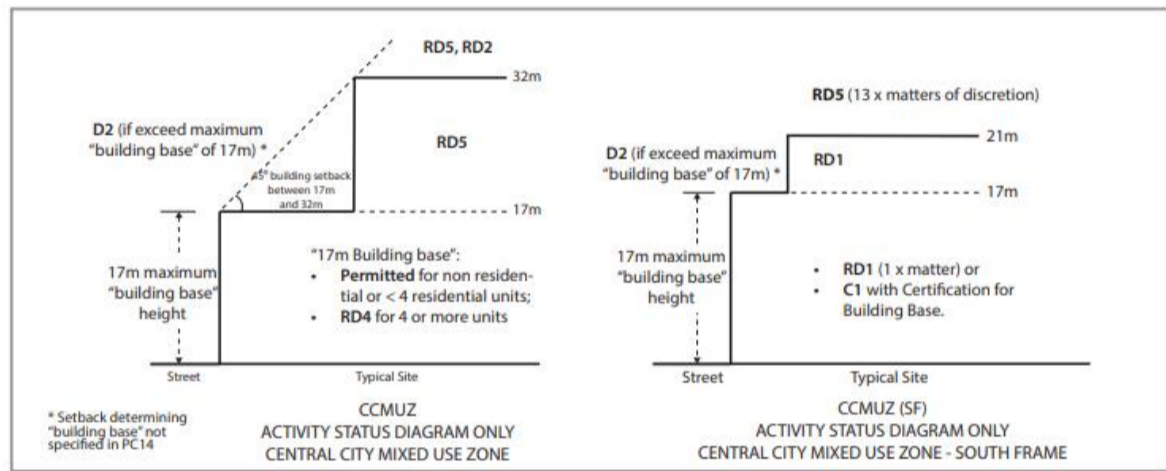 RD5, RD2
32m
D2 (if exceed maximum
"building base" of 17m) *
RD5
45° building setback
between 17m
and 32m
17m
17m maximum
"building base"
height
"17m Building base":
• Permitted for non residen-
tial or < 4 residential units;
• RD4 for 4 or more units
Street
Typical Site
* Setback determining
"building base" not
specified in PC14
CCMUZ
ACTIVITY STATUS DIAGRAM ONLY
CENTRAL CITY MIXED USE ZONE
RD5 (13 x matters of discretion)
21m
D2 (if exceed maximum
"building base" of 17m) *
RD1
17m
17m maximum
"building base"
height
• RD1 (1 x matter) or
• C1 with Certification for
Building Base.
Street
Typical Site
CCMUZ (SF)
ACTIVITY STATUS DIAGRAM ONLY
CENTRAL CITY MIXED USE ZONE - SOUTH FRAME